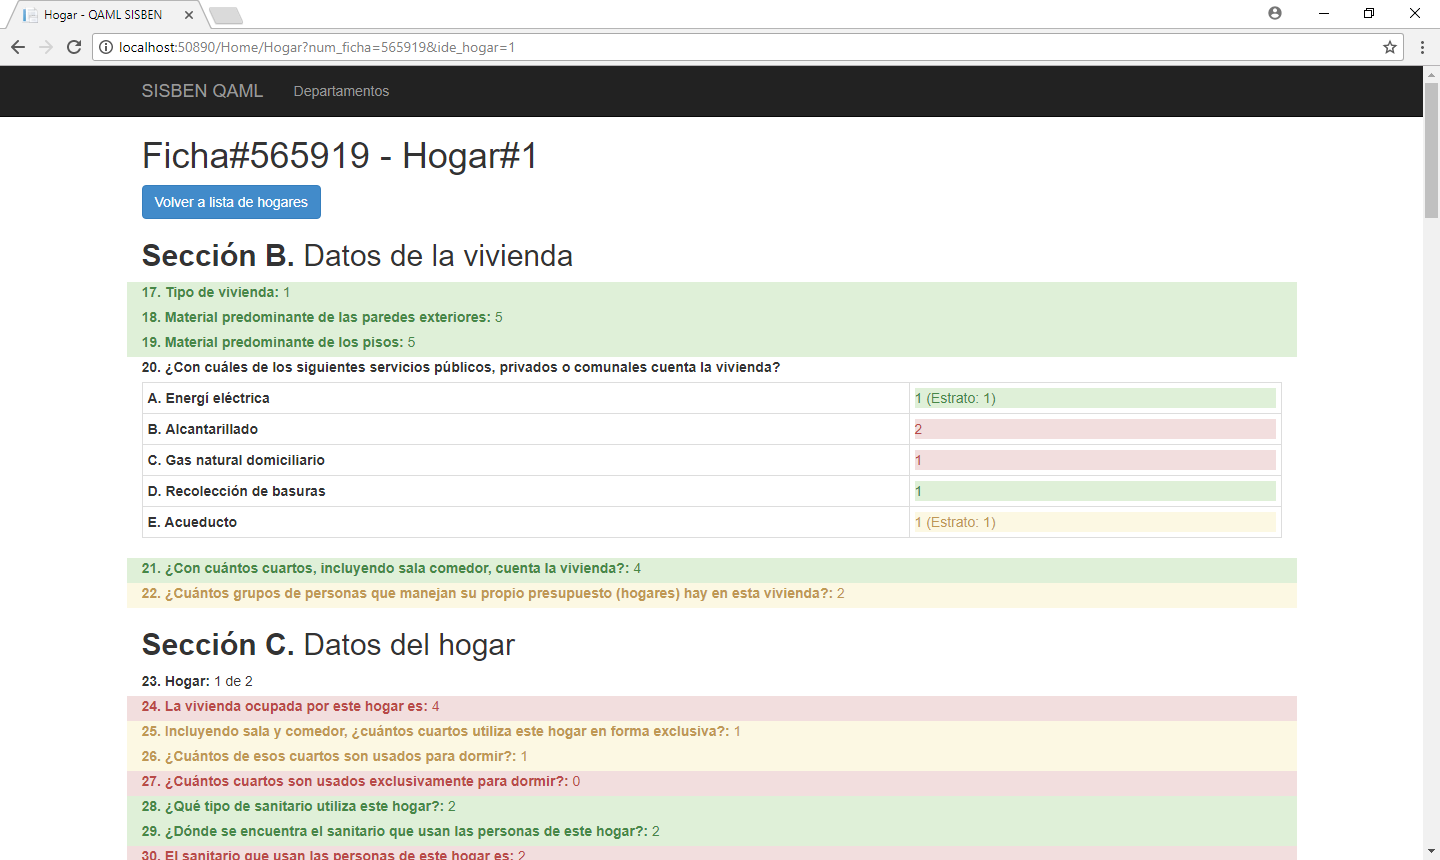 Hogar - QAML SISBEN
localhost:50890/Home/Hogar?num_ficha=565919&ide_hogar=1
SISBEN QAML Departamentos
Ficha#565919 - Hogar#1
Volver a lista de hogares
Sección B. Datos de la vivienda
17. Tipo de vivienda: 1
18. Material predominante de las paredes exteriores: 5
19. Material predominante de los pisos: 5
20. ¿Con cuáles de los siguientes servicios públicos, privados o comunales cuenta la vivienda?
A. Energí eléctrica 1 (Estrato: 1)
B. Alcantarillado 2
C. Gas natural domiciliario 1
D. Recolección de basuras 1
E. Acueducto 1 (Estrato: 1)
21. ¿Con cuántos cuartos, incluyendo sala comedor, cuenta la vivienda?: 4
22. ¿Cuántos grupos de personas que manejan su propio presupuesto (hogares) hay en esta vivienda?: 2
Sección C. Datos del hogar
23. Hogar: 1 de 2
24. La vivienda ocupada por este hogar es: 4
25. Incluyendo sala y comedor, ¿cuántos cuartos utiliza este hogar en forma exclusiva?: 1
26. ¿Cuántos de esos cuartos son usados para dormir?: 1
27. ¿Cuántos cuartos son usados exclusivamente para dormir?: 0
28. ¿Qué tipo de sanitario utiliza este hogar?: 2
29. ¿Dónde se encuentra el sanitario que usan las personas de este hogar?: 2
30. El sanitario que usan las personas de este hogar es: 2